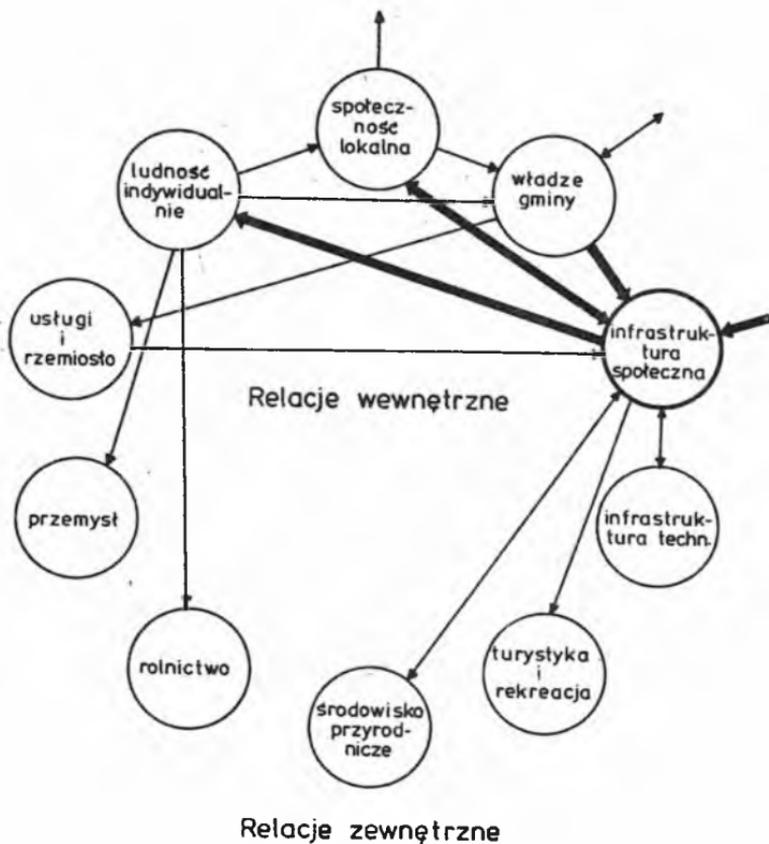 społecz-
ność
lokalna
ludność
indywidual-
nie
władze
gminy
usługi
i
rzemiosło
infrastruk-
tura
społeczna
Relacje wewnętrzne
przemysł
infrastruk-
tura techn.
rolnictwo
turystyka
i
rekreacja
środowisko
przyrod-
nicze
Relacje zewnętrzne